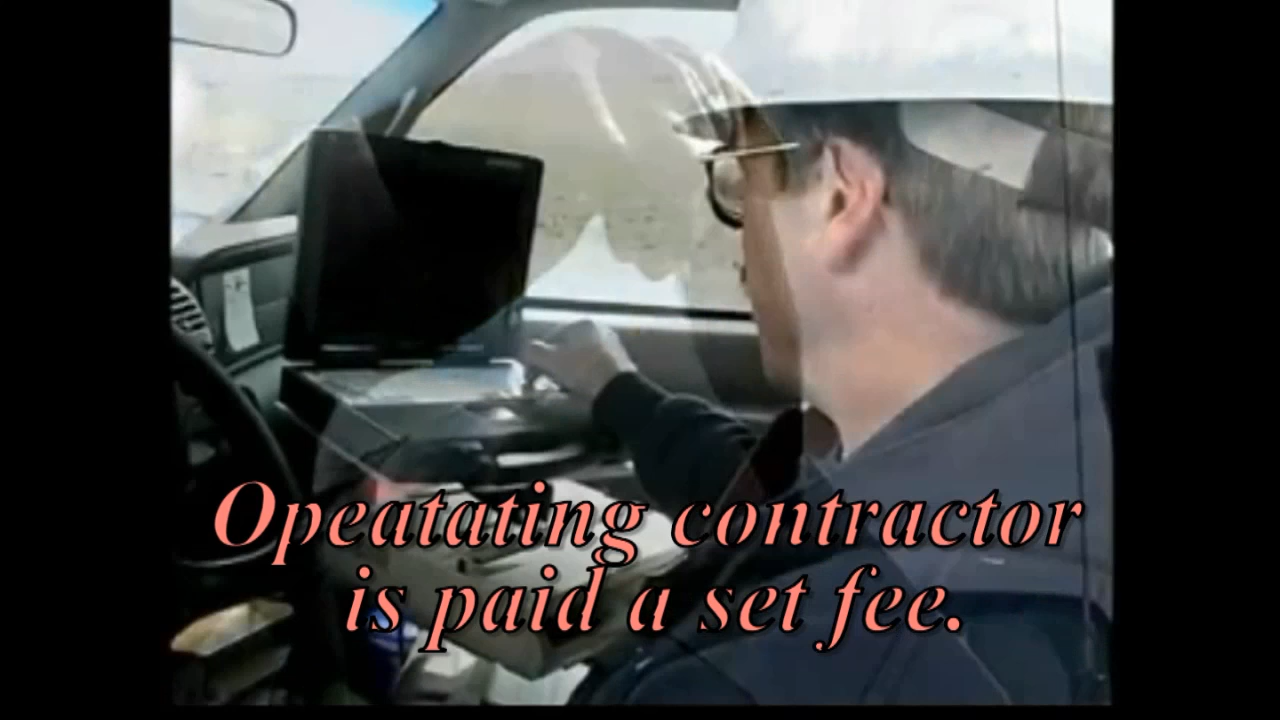 Opeatating contractor
is paid a set fee.